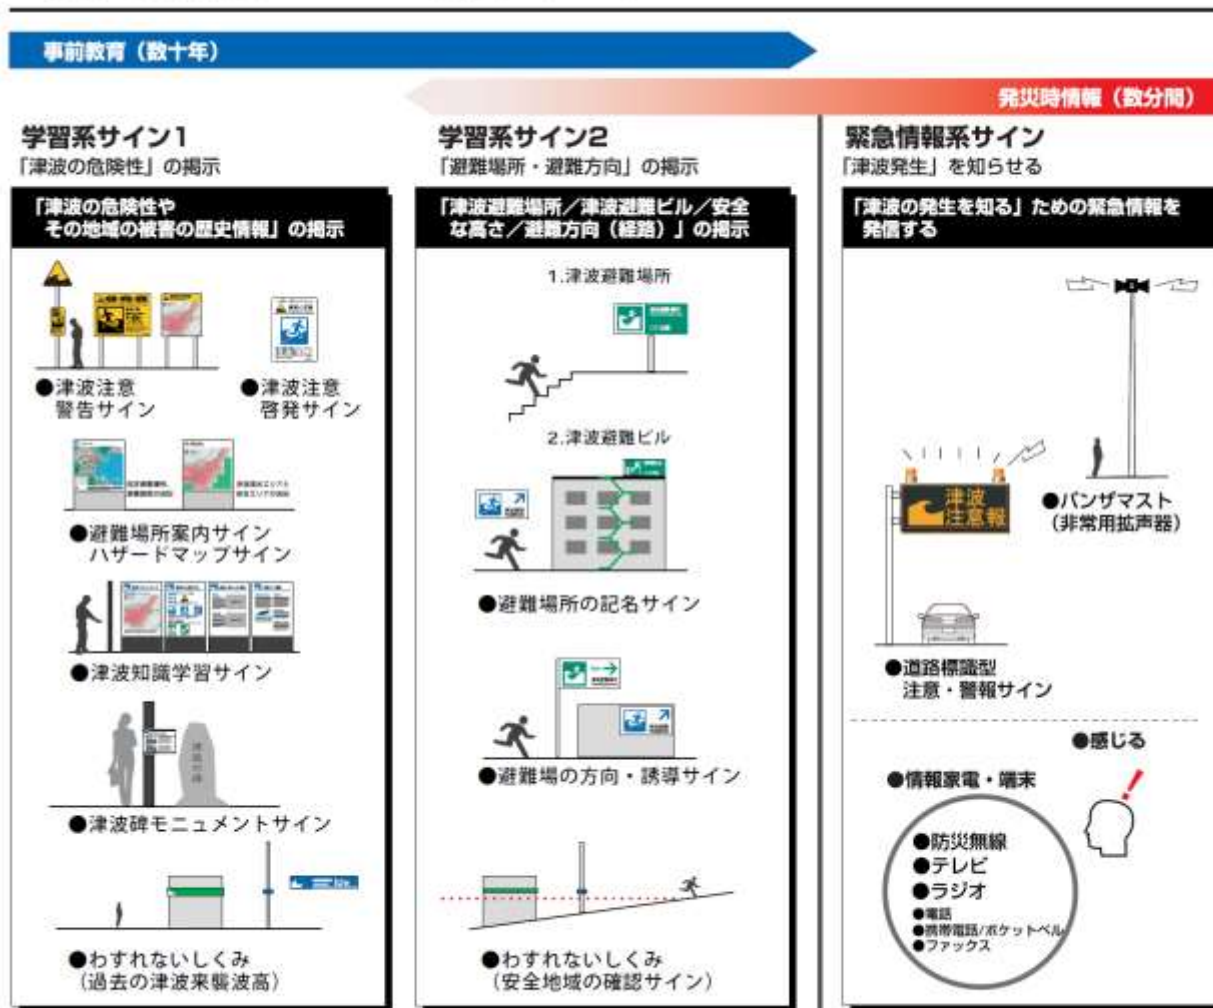 事前教育（数十年）
発災時情報（数分間）
学習系サイン1
「津波の危険性」の掲示
「津波の危険性や
その地域の被害の歴史情報」の掲示
●津波注意
警告サイン
●津波注意
啓発サイン
●避難場所案内サイン
ハザードマップサイン
●津波知識学習サイン
●津波碑モニュメントサイン
●わすれないしくみ
（過去の津波来襲波高）
学習系サイン2
「避難場所・避難方向」の掲示
「津波避難場所／津波避難ビル／安全
な高さ／避難方向（経路）」の掲示
1.津波避難場所
2.津波避難ビル
●避難場所の記名サイン
●避難場の方向・誘導サイン
●わすれないしくみ
（安全地域の確認サイン）
緊急情報系サイン
「津波発生」を知らせる
「津波の発生を知る」ための緊急情報を
発信する
●パンザマスト
（非常用拡声器）
津波
注意報
●道路標識型
注意・警報サイン
●感じる
●情報家電・端末
●防災無線
●テレビ
●ラジオ
●電話
●携帯電話/ポケットベル
●ファックス